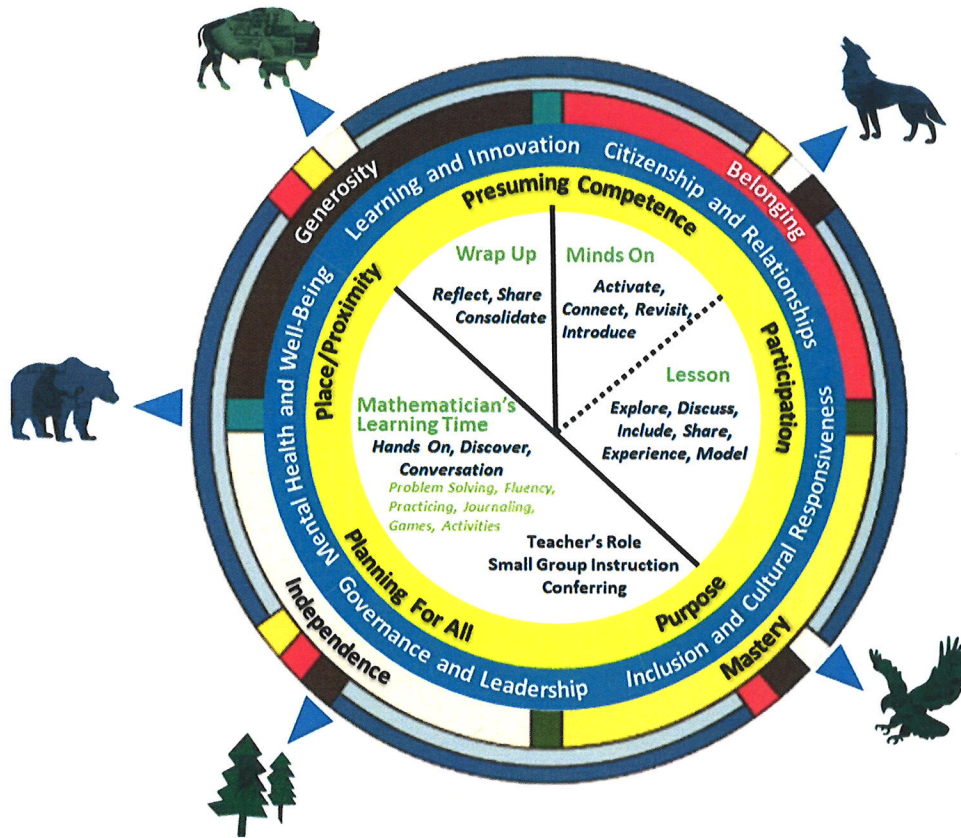 Generosity
Belonging
Mastery
Independence
Learning and Innovation
Citizenship and Relationships
Inclusion and Cultural Responsiveness
Governance and Leadership
Mental Health and Well-Being
Presuming Competence
Participation
Purpose
Planning For All
Place/Proximity
Wrap Up
Reflect, Share
Consolidate
Minds On
Activate,
Connect, Revisit,
Introduce
Lesson
Explore, Discuss,
Include, Share,
Experience, Model
Mathematician's
Learning Time
Hands On, Discover,
Conversation
Problem Solving, Fluency,
Practicing, Journaling,
Games, Activities
Teacher's Role
Small Group Instruction
Conferring